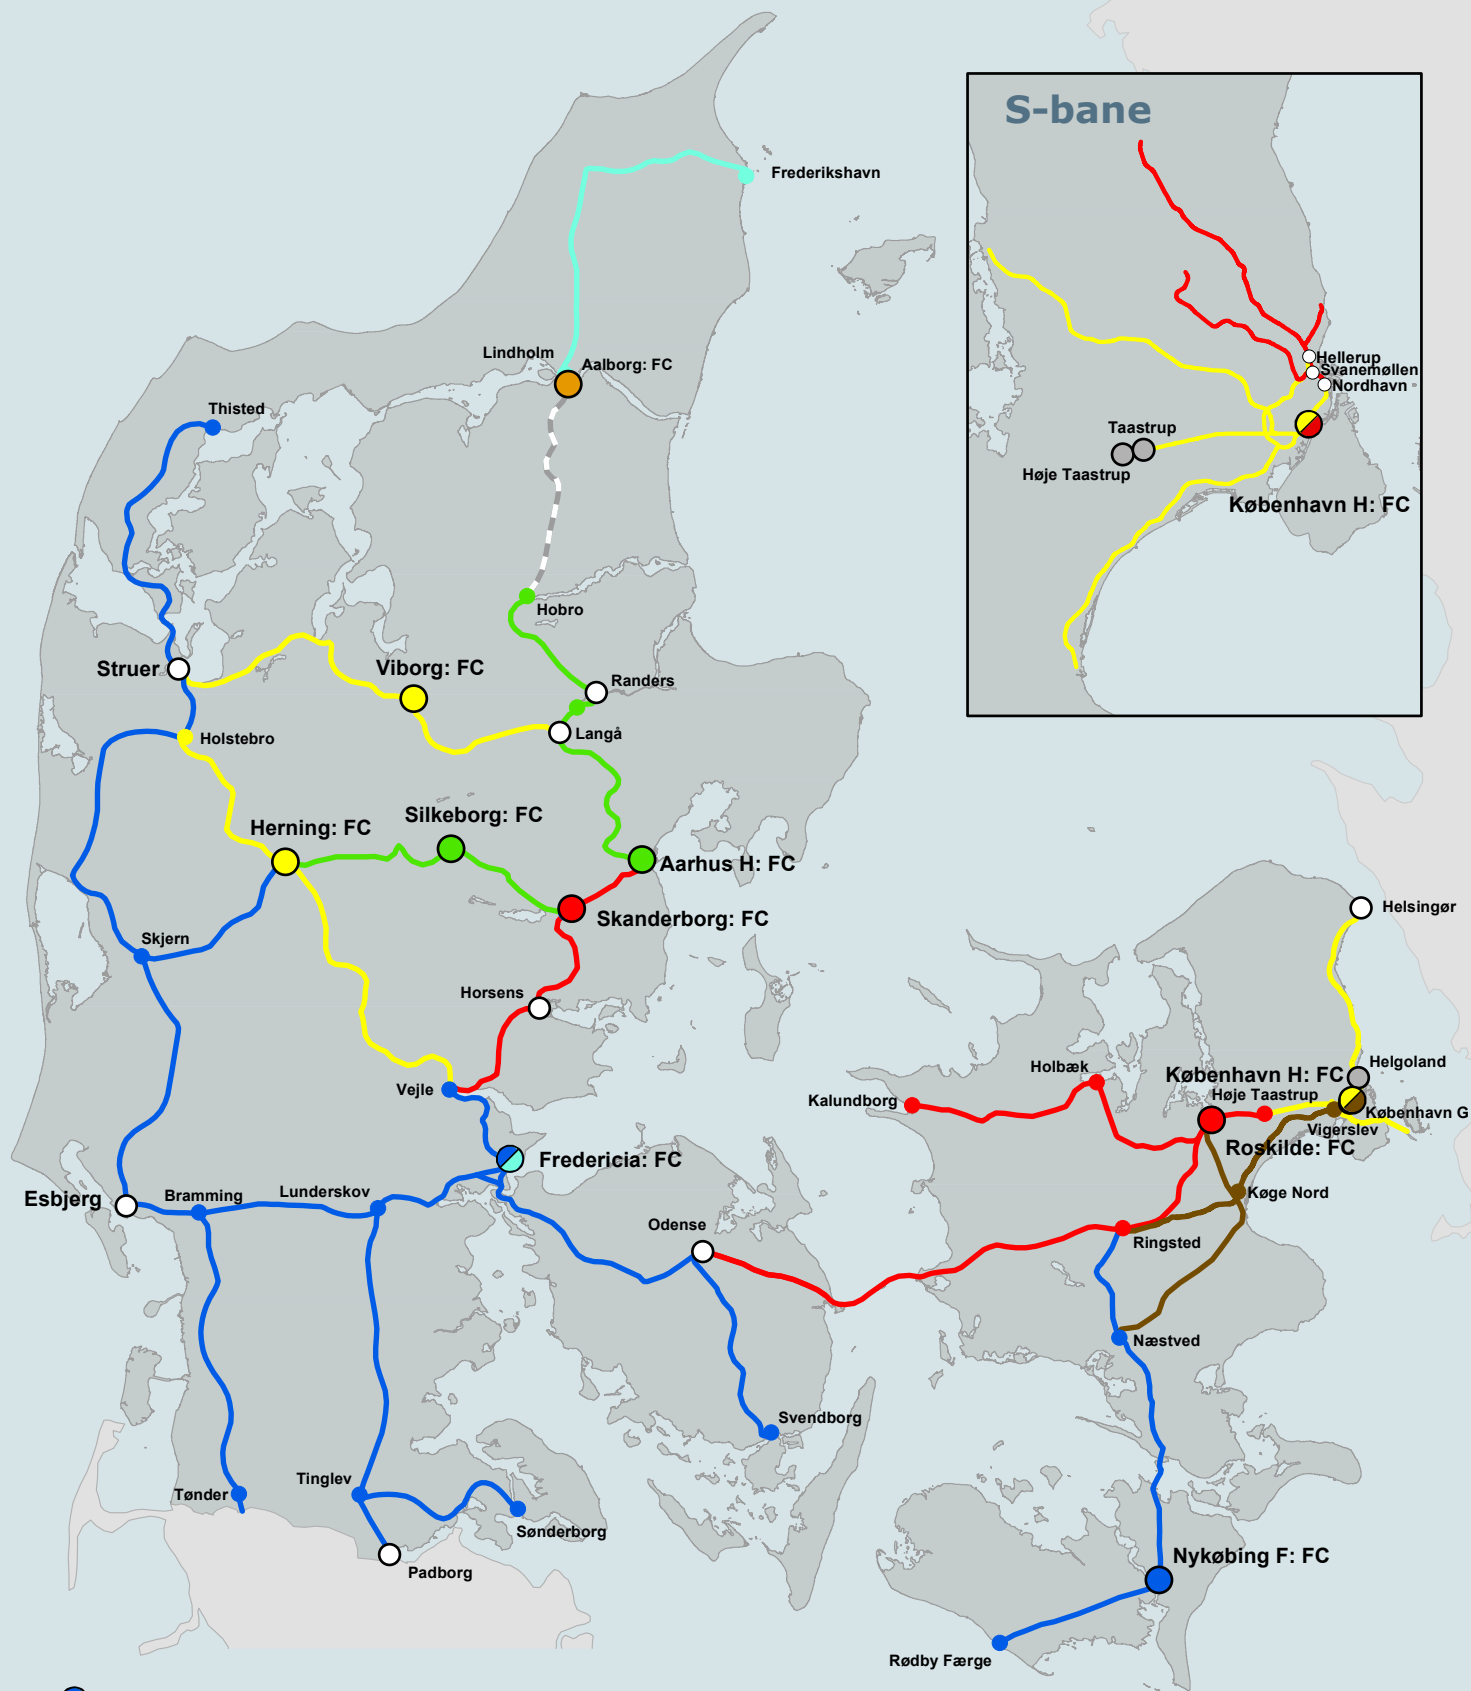 S-bane
Frederikshavn
Lindholm
Aalborg: FC
Hellerup
Svanemøllen
Nordhavn
Thisted
Taastrup
Høje Taastrup
København H: FC
Hobro
Struer
Viborg: FC
Randers
Langå
Holstebro
Silkeborg: FC
Herning: FC
Aarhus H: FC
Skanderborg: FC
Helsingør
Skjern
Horsens
Helgoland
Holbæk
København H: FC
Vejle
Høje Taastrup
Kalundborg
København G
Vigerslev
Roskilde: FC
Fredericia: FC
Køge Nord
Esbjerg
Bramming
Lunderskov
Odense
Ringsted
Næstved
Svendborg
Tinglev
Tønder
Sønderborg
Nykøbing F: FC
Padborg
Rødby Færge